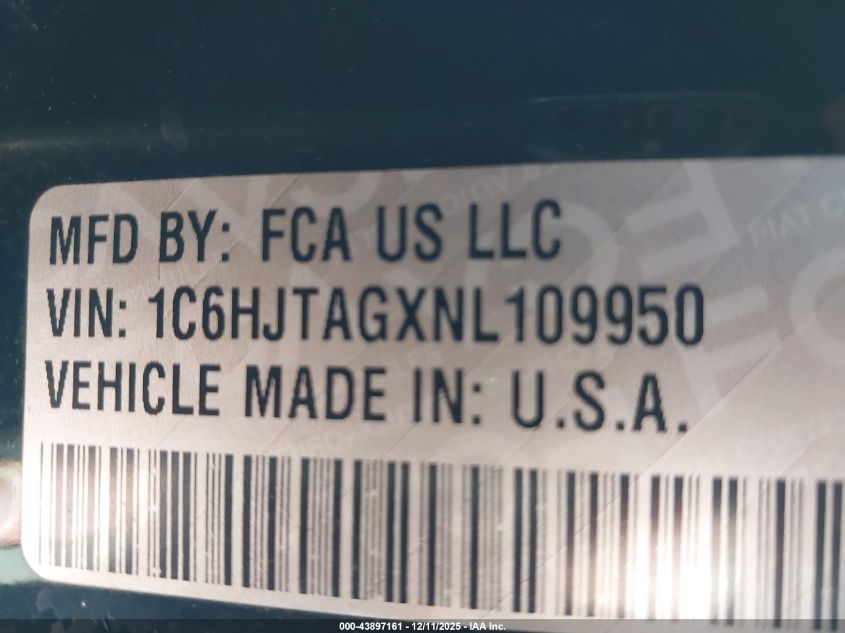 MFD BY: FCA US LLC
VIN: 1C6HJTAGXNL109950
VEHICLE MADE IN: U.S.A.
000-43897161 - 12/11/2025 - IAA Inc.